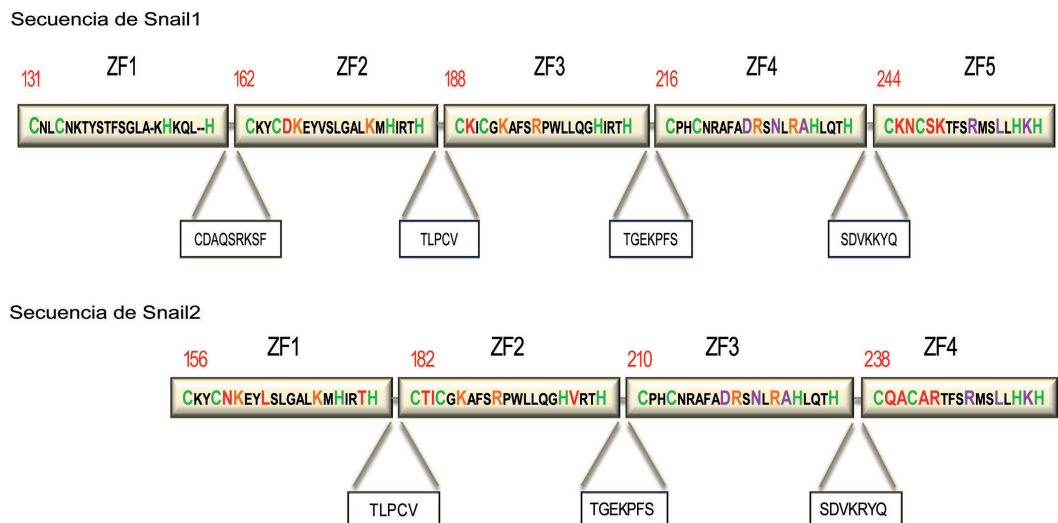 Secuencia de Snail1
ZF1 ZF2 ZF3 ZF4 ZF5
131 162 188 216 244
CNLCNKTYSTFSGLA-KHKQL--H CKYCDKEYVSLGALKMHIRTH CKICGKAFSRPWLLQGHIRTH CPHCNRAFADRSNLRAHLQTH CKNCSKTFSRMSLLHKH
CDAQSRKSF TLPCV TGEKPFS SDVKKYQ
Secuencia de Snail2
ZF1 ZF2 ZF3 ZF4
156 182 210 238
CKYCNKEYLSLGALKMHIRTH CTICGKAFSRPWLLQGHVRTH CPHCNRAFADRSNLRAHLQTH CQACARTFSRMSLLHKH
TLPCV TGEKPFS SDVKRYQ